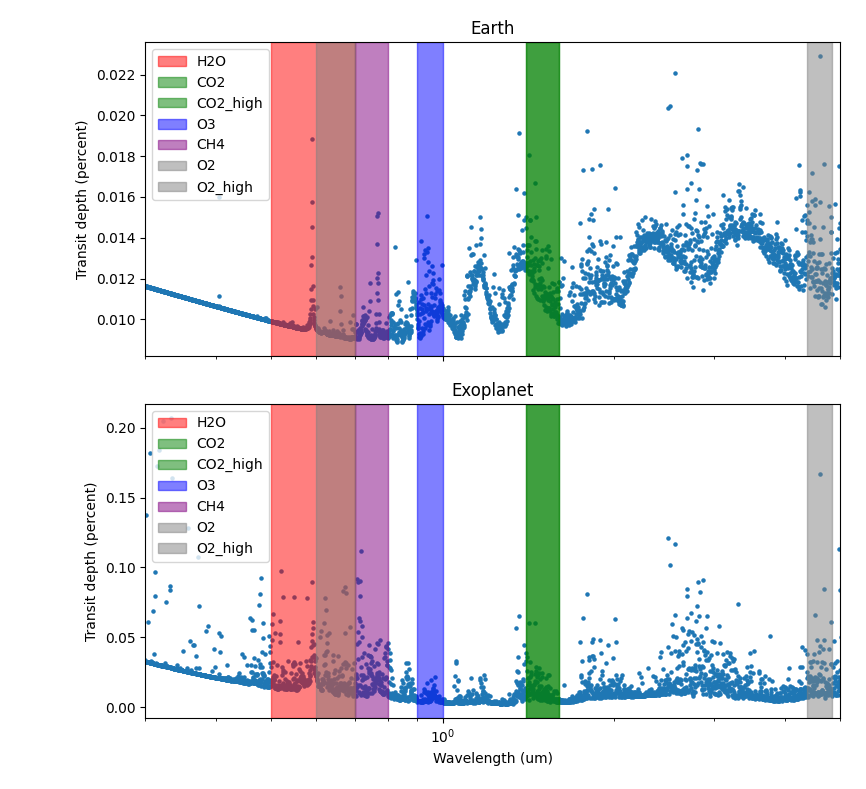 Earth
Transit depth (percent)
0.022
0.020
0.018
0.016
0.014
0.012
0.010
H2O
CO2
CO2_high
O3
CH4
O2
O2_high
Exoplanet
Transit depth (percent)
0.20
0.15
0.10
0.05
0.00
H2O
CO2
CO2_high
O3
CH4
O2
O2_high
10⁰
Wavelength (um)